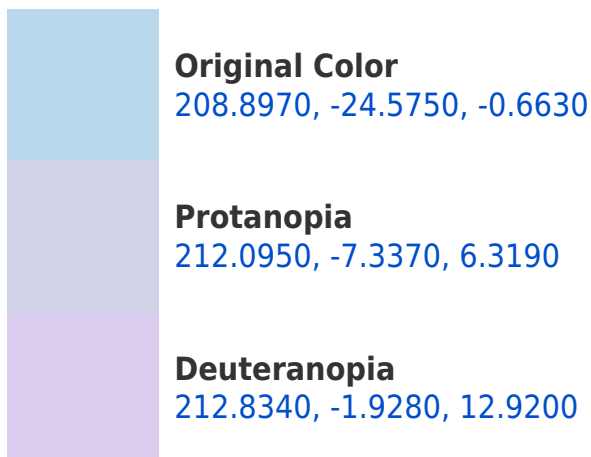 Original Color
208.8970, -24.5750, -0.6630
Protanopia
212.0950, -7.3370, 6.3190
Deuteranopia
212.8340, -1.9280, 12.9200